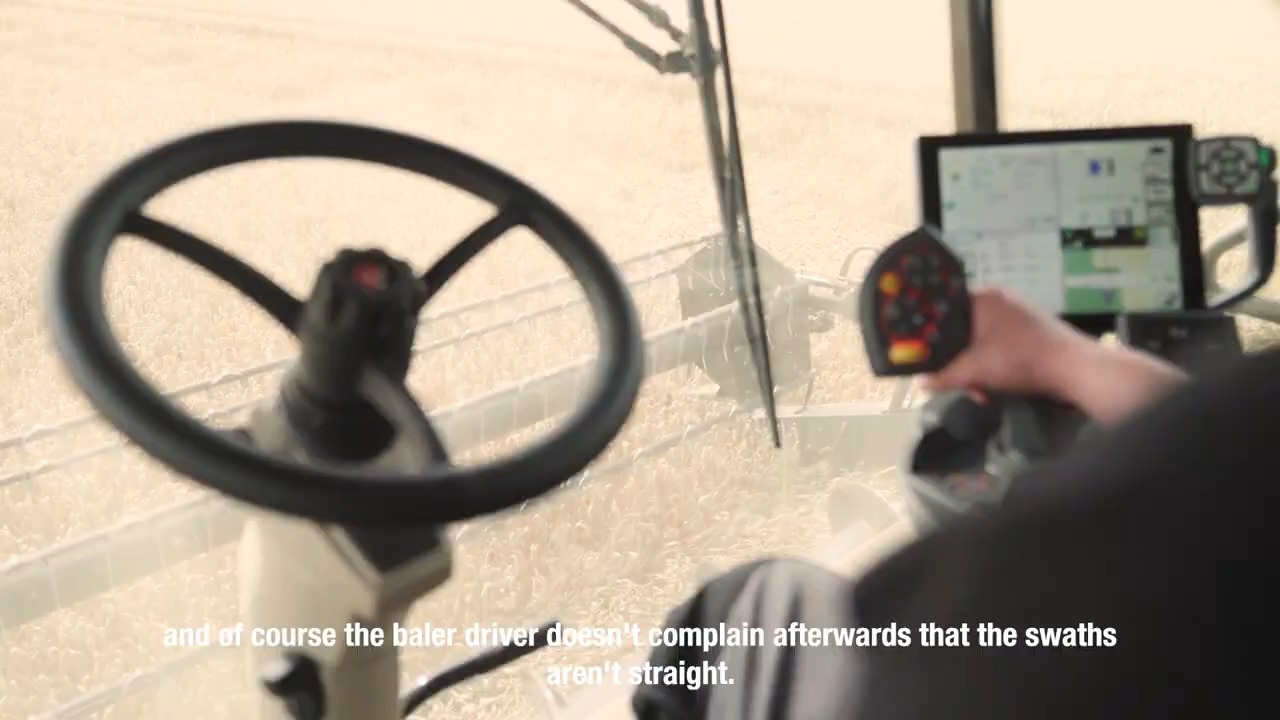 and of course the baler driver doesn't complain afterwards that the swaths
aren't straight.